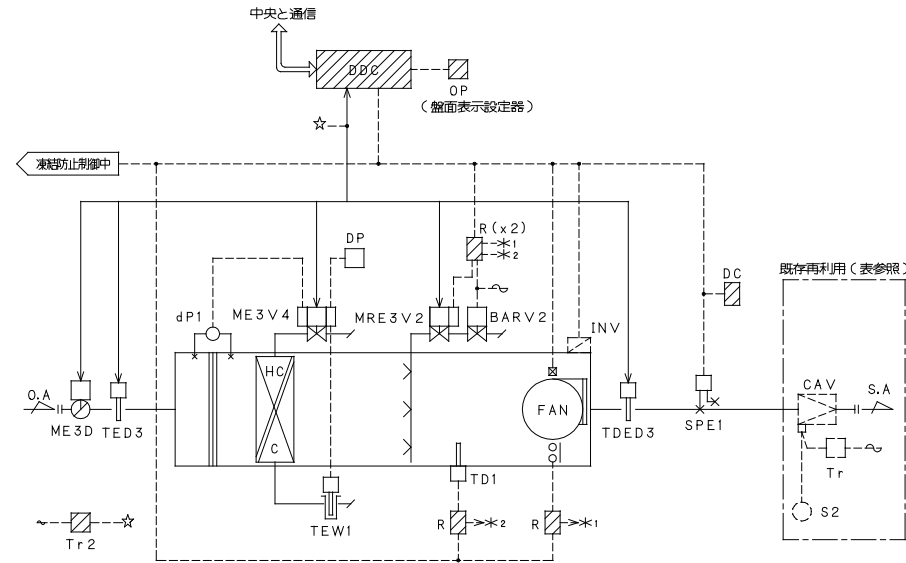 中央と通信
DDC
OP
(盤面表示設定器)
☆
凍結防止制御中
R(x2)
*1
*2
DP
既存再利用(表参照)
DC
dP1
ME3V4
MRE3V2
BARV2
INV
HC
C
FAN
CAV
S.A
O.A
ME3D
TED3
TDED3
SPE1
Tr
S2
TD1
TEW1
R
*2
R
*1
☆
Tr2